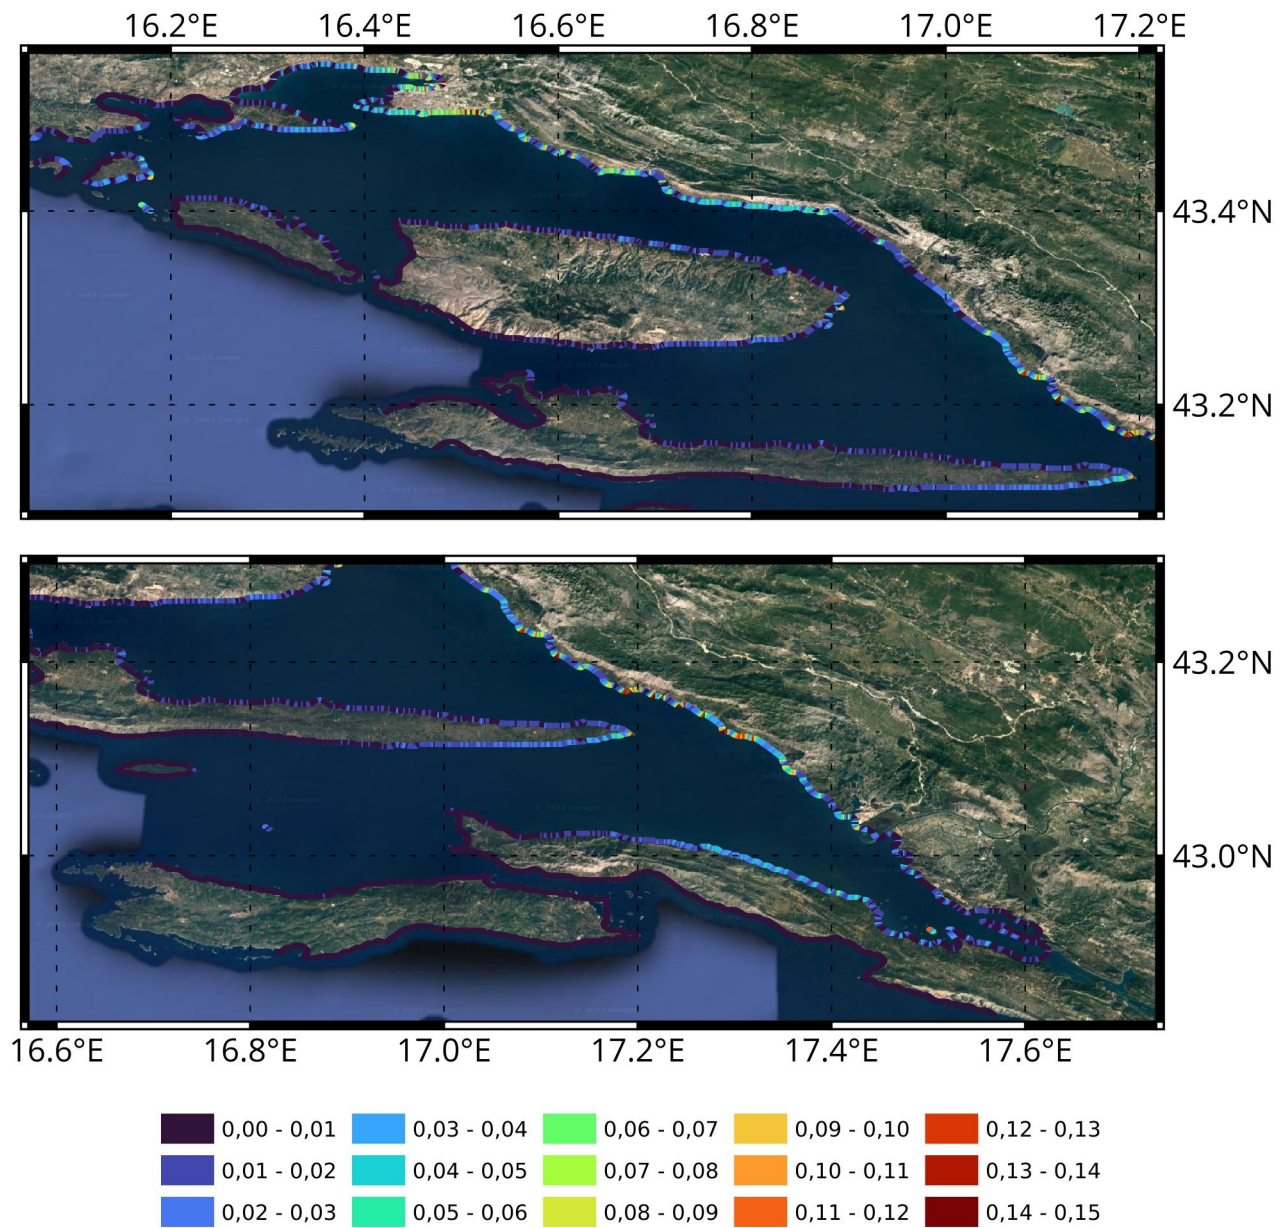 16.2°E 16.4°E 16.6°E 16.8°E 17.0°E 17.2°E
43.4°N
43.2°N
43.2°N
43.0°N
16.6°E 16.8°E 17.0°E 17.2°E 17.4°E 17.6°E
0,00 - 0,01 0,03 - 0,04 0,06 - 0,07 0,09 - 0,10 0,12 - 0,13
0,01 - 0,02 0,04 - 0,05 0,07 - 0,08 0,10 - 0,11 0,13 - 0,14
0,02 - 0,03 0,05 - 0,06 0,08 - 0,09 0,11 - 0,12 0,14 - 0,15